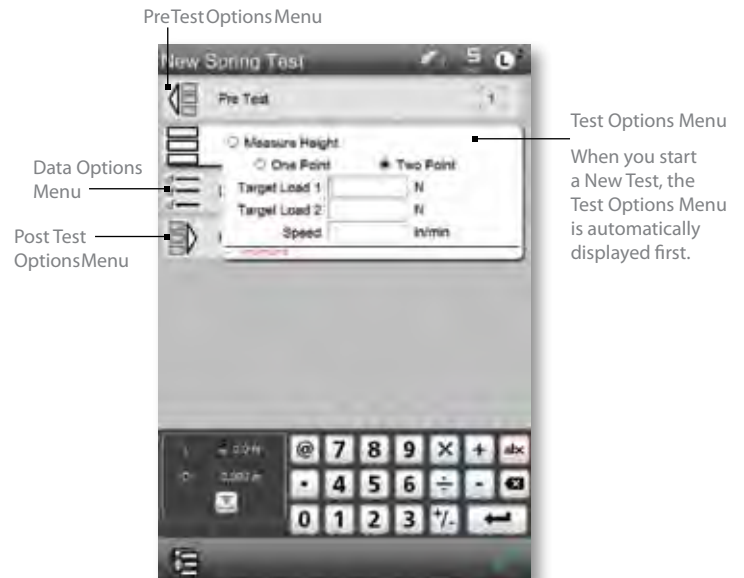 PreTest Options Menu
New Spring Test
Pre Test
1
Data Options
Menu
Post Test
OptionsMenu
Measure Height
One Point
Two Point
Target Load 1
N
Target Load 2
N
Speed
in/min
Test Options Menu
When you start
a New Test, the
Test Options Menu
is automatically
displayed first.
@ 7 8 9 × + abc
. 4 5 6 ÷ -
0 1 2 3 +/-